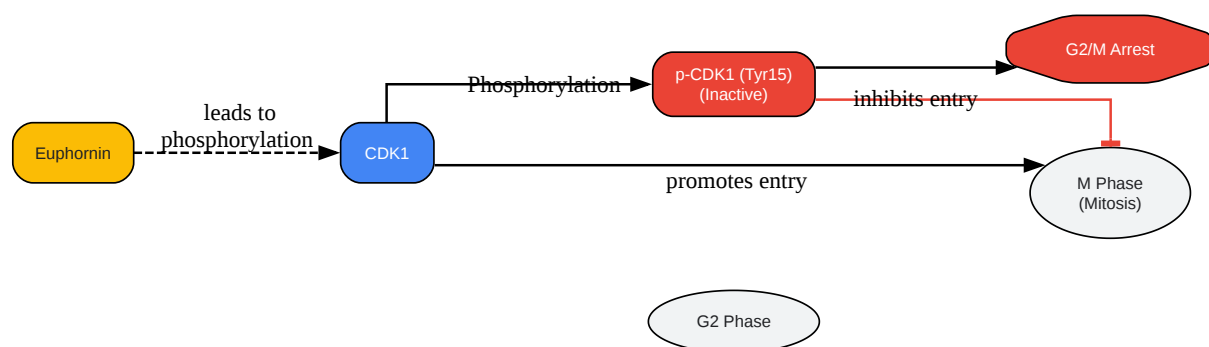 Euphornin
leads to
phosphorylation
CDK1
Phosphorylation
p-CDK1 (Tyr15)
(Inactive)
G2/M Arrest
inhibits entry
promotes entry
M Phase
(Mitosis)
G2 Phase